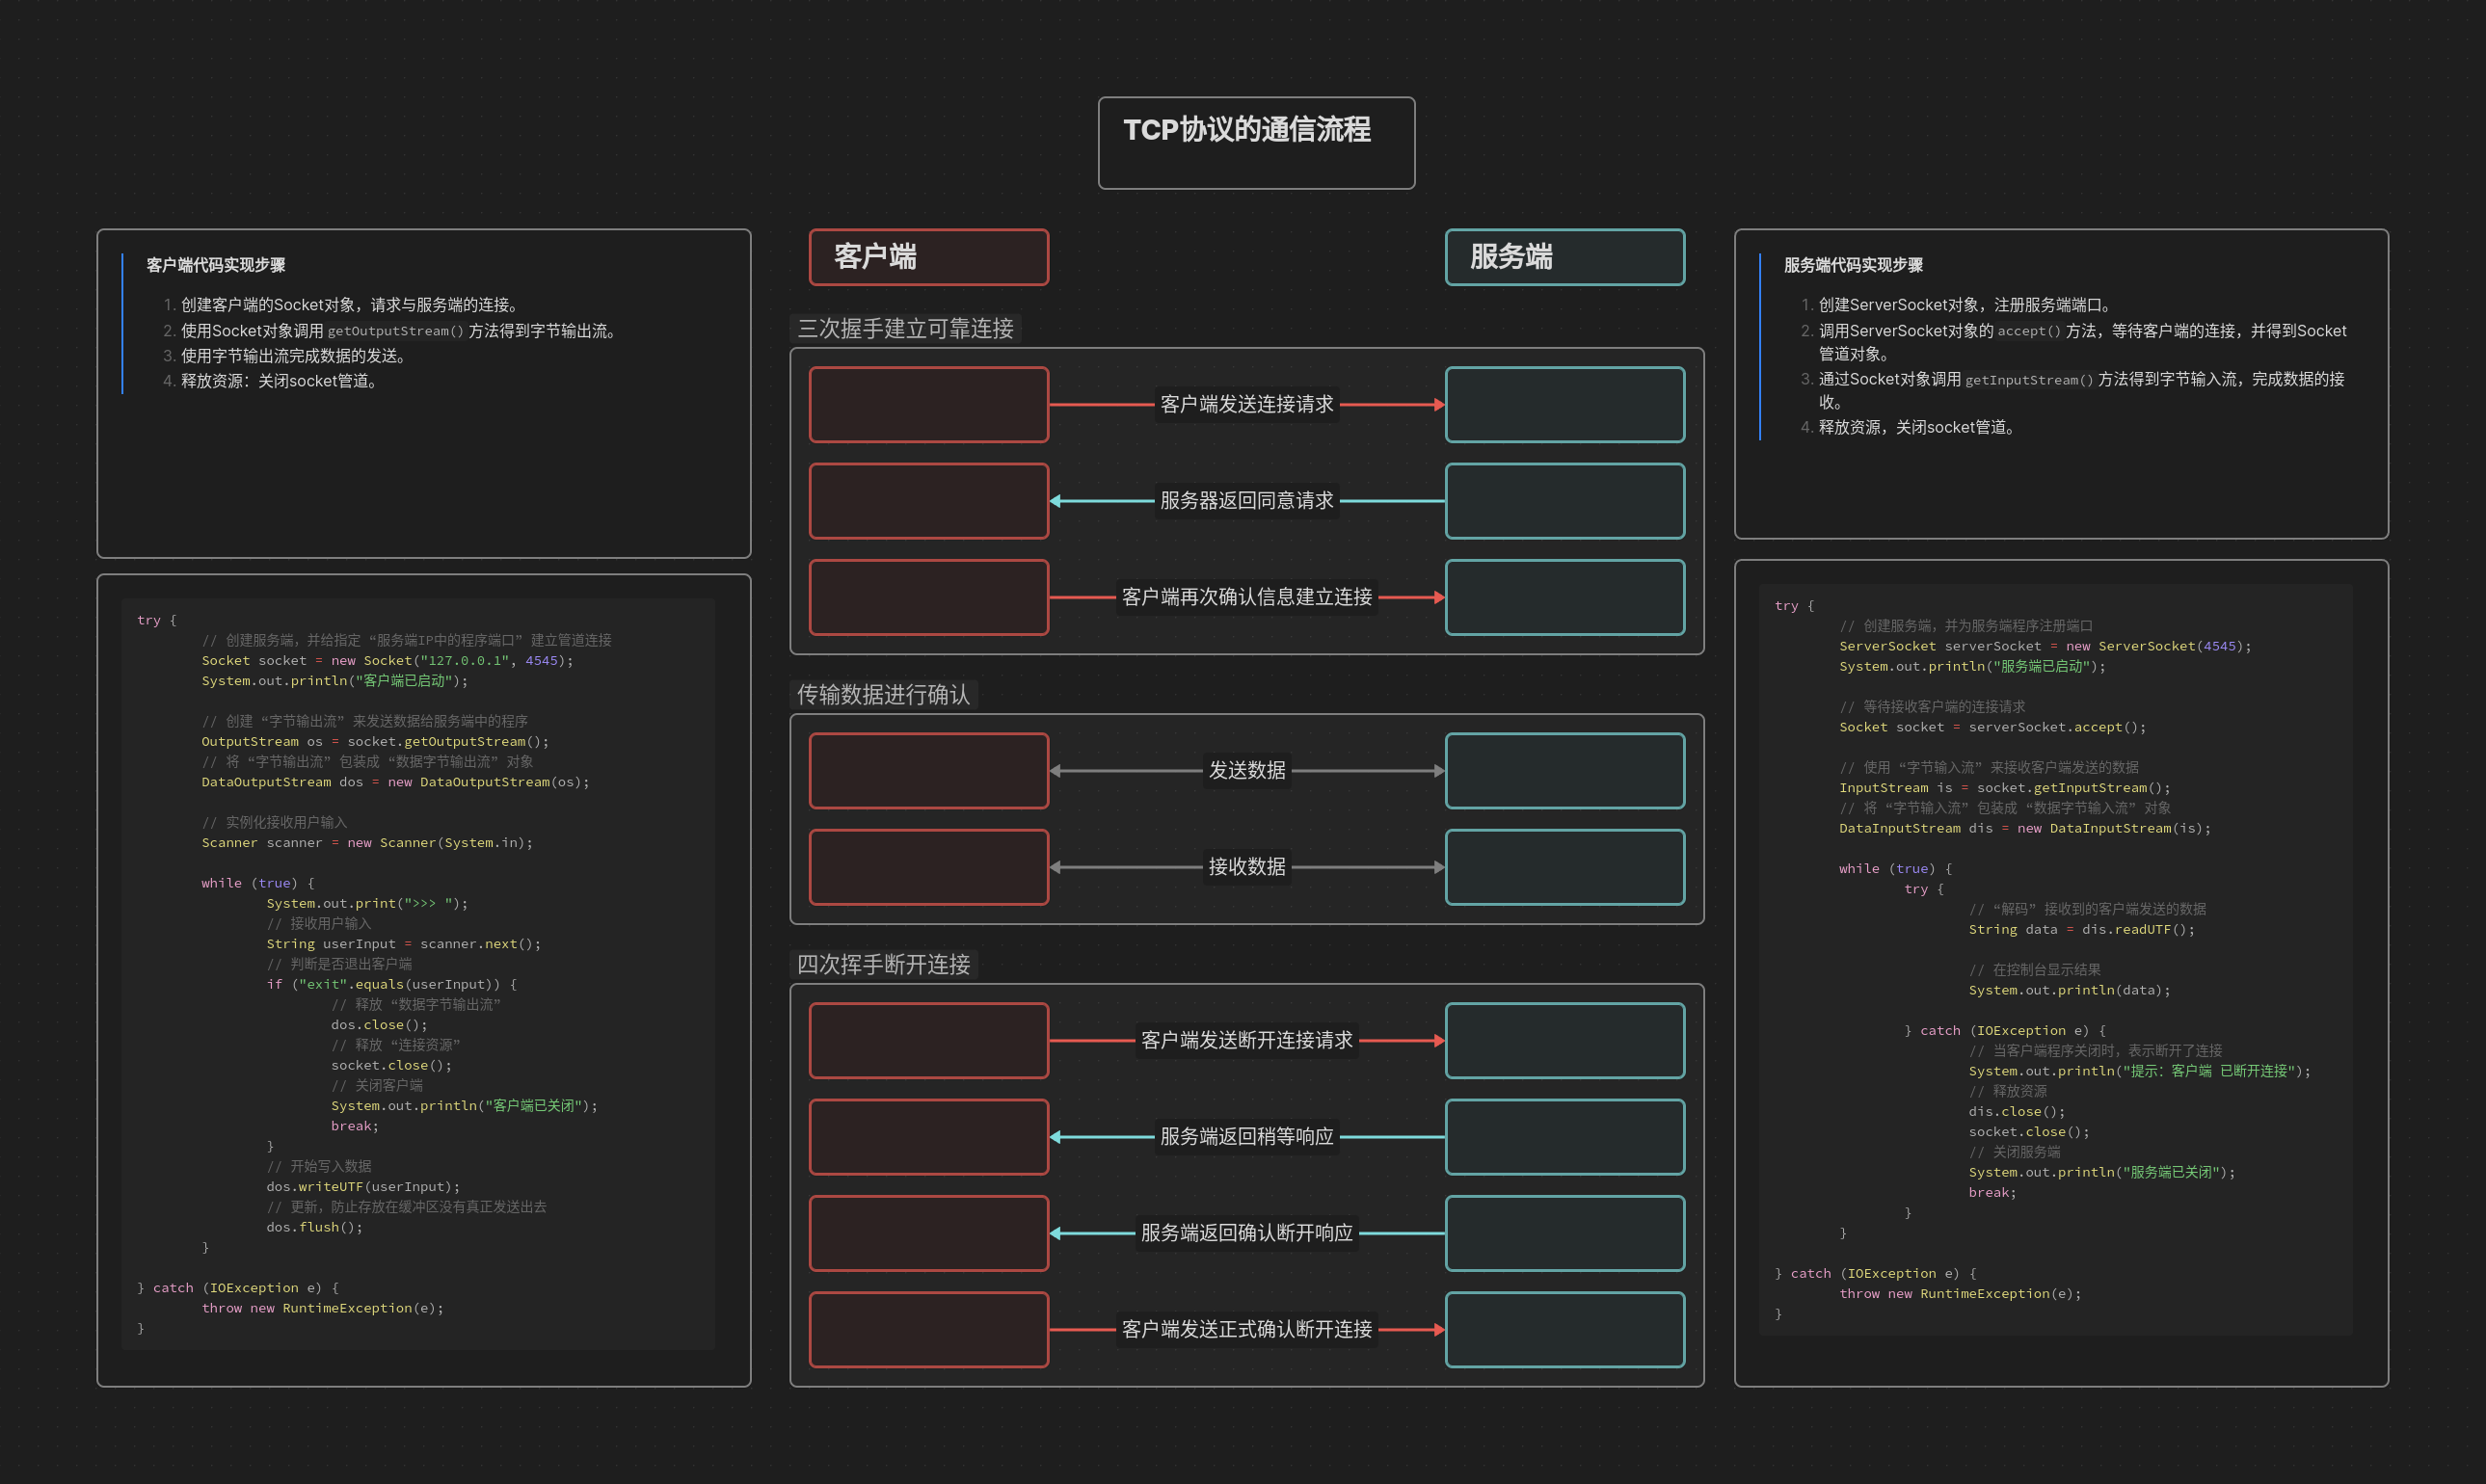 TCP协议的通信流程
客户端代码实现步骤
1. 创建客户端的Socket对象，请求与服务端的连接。
2. 使用Socket对象调用 getOutputStream() 方法得到字节输出流。
3. 使用字节输出流完成数据的发送。
4. 释放资源：关闭socket管道。
try {
// 创建服务端，并给指定 “服务端IP中的程序端口” 建立管道连接
Socket socket = new Socket("127.0.0.1", 4545);
System.out.println("客户端已启动");
// 创建 “字节输出流” 来发送数据给服务端中的程序
OutputStream os = socket.getOutputStream();
// 将 “字节输出流” 包装成 “数据字节输出流” 对象
DataOutputStream dos = new DataOutputStream(os);
// 实例化接收用户输入
Scanner scanner = new Scanner(System.in);
while (true) {
System.out.print(">>> ");
// 接收用户输入
String userInput = scanner.next();
// 判断是否退出客户端
if ("exit".equals(userInput)) {
// 释放 “数据字节输出流”
dos.close();
// 释放 “连接资源”
socket.close();
// 关闭客户端
System.out.println("客户端已关闭");
break;
}
// 开始写入数据
dos.writeUTF(userInput);
// 更新，防止存放在缓冲区没有真正发送出去
dos.flush();
}
} catch (IOException e) {
throw new RuntimeException(e);
}
客户端
服务端
三次握手建立可靠连接
客户端发送连接请求
服务器返回同意请求
客户端再次确认信息建立连接
传输数据进行确认
发送数据
接收数据
四次挥手断开连接
客户端发送断开连接请求
服务端返回稍等响应
服务端返回确认断开响应
客户端发送正式确认断开连接
服务端代码实现步骤
1. 创建ServerSocket对象，注册服务端端口。
2. 调用ServerSocket对象的 accept() 方法，等待客户端的连接，并得到Socket
管道对象。
3. 通过Socket对象调用 getInputStream() 方法得到字节输入流，完成数据的接
收。
4. 释放资源，关闭socket管道。
try {
// 创建服务端，并为服务端程序注册端口
ServerSocket serverSocket = new ServerSocket(4545);
System.out.println("服务端已启动");
// 等待接收客户端的连接请求
Socket socket = serverSocket.accept();
// 使用 “字节输入流” 来接收客户端发送的数据
InputStream is = socket.getInputStream();
// 将 “字节输入流” 包装成 “数据字节输入流” 对象
DataInputStream dis = new DataInputStream(is);
while (true) {
try {
// “解码” 接收到的客户端发送的数据
String data = dis.readUTF();
// 在控制台显示结果
System.out.println(data);
} catch (IOException e) {
// 当客户端程序关闭时，表示断开了连接
System.out.println("提示：客户端 已断开连接");
// 释放资源
dis.close();
socket.close();
// 关闭服务端
System.out.println("服务端已关闭");
break;
}
}
} catch (IOException e) {
throw new RuntimeException(e);
}